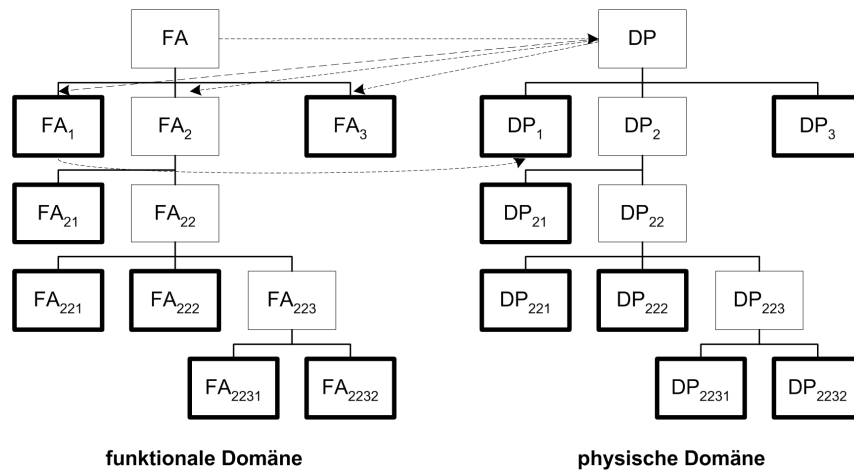 FA DP
FA₁ FA₂ FA₃ DP₁ DP₂ DP₃
FA₂₁ FA₂₂ DP₂₁ DP₂₂
FA₂₂₁ FA₂₂₂ FA₂₂₃ DP₂₂₁ DP₂₂₂ DP₂₂₃
FA₂₂₃₁ FA₂₂₃₂ DP₂₂₃₁ DP₂₂₃₂
funktionale Domäne physische Domäne